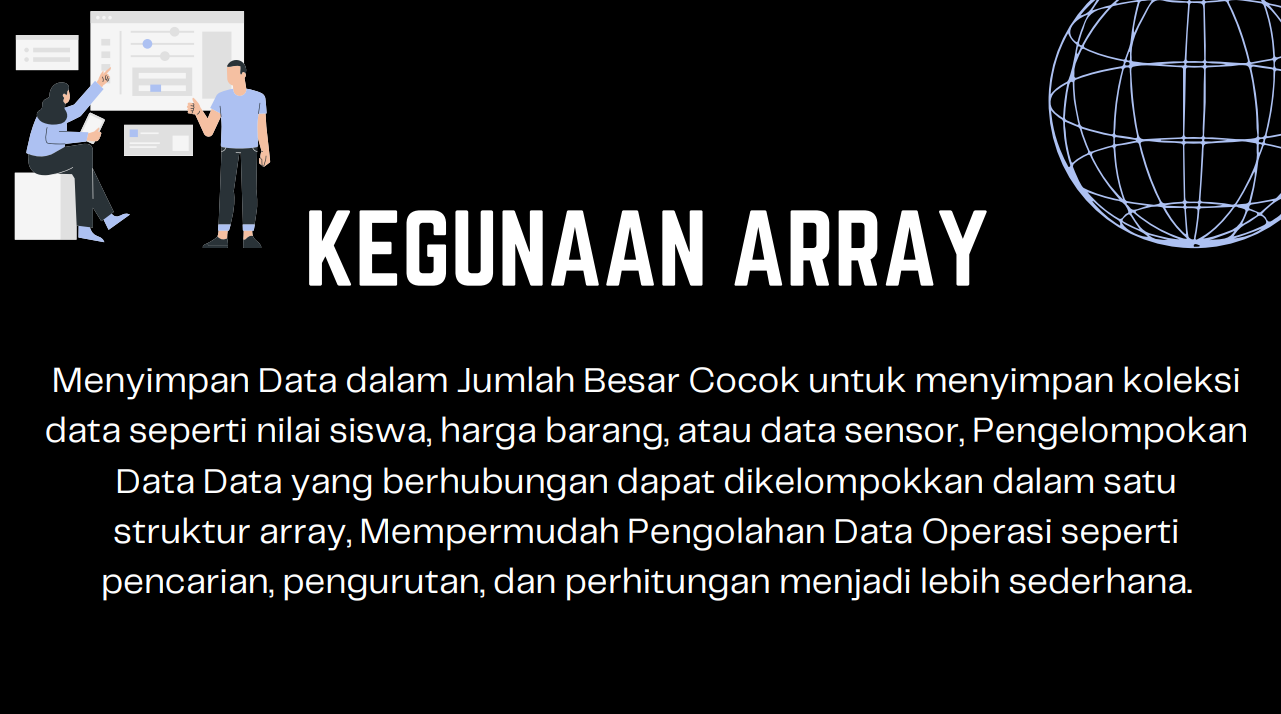 KEGUNAAN ARRAY
Menyimpan Data dalam Jumlah Besar Cocok untuk menyimpan koleksi
data seperti nilai siswa, harga barang, atau data sensor, Pengelompokan
Data Data yang berhubungan dapat dikelompokkan dalam satu
struktur array, Mempermudah Pengolahan Data Operasi seperti
pencarian, pengurutan, dan perhitungan menjadi lebih sederhana.